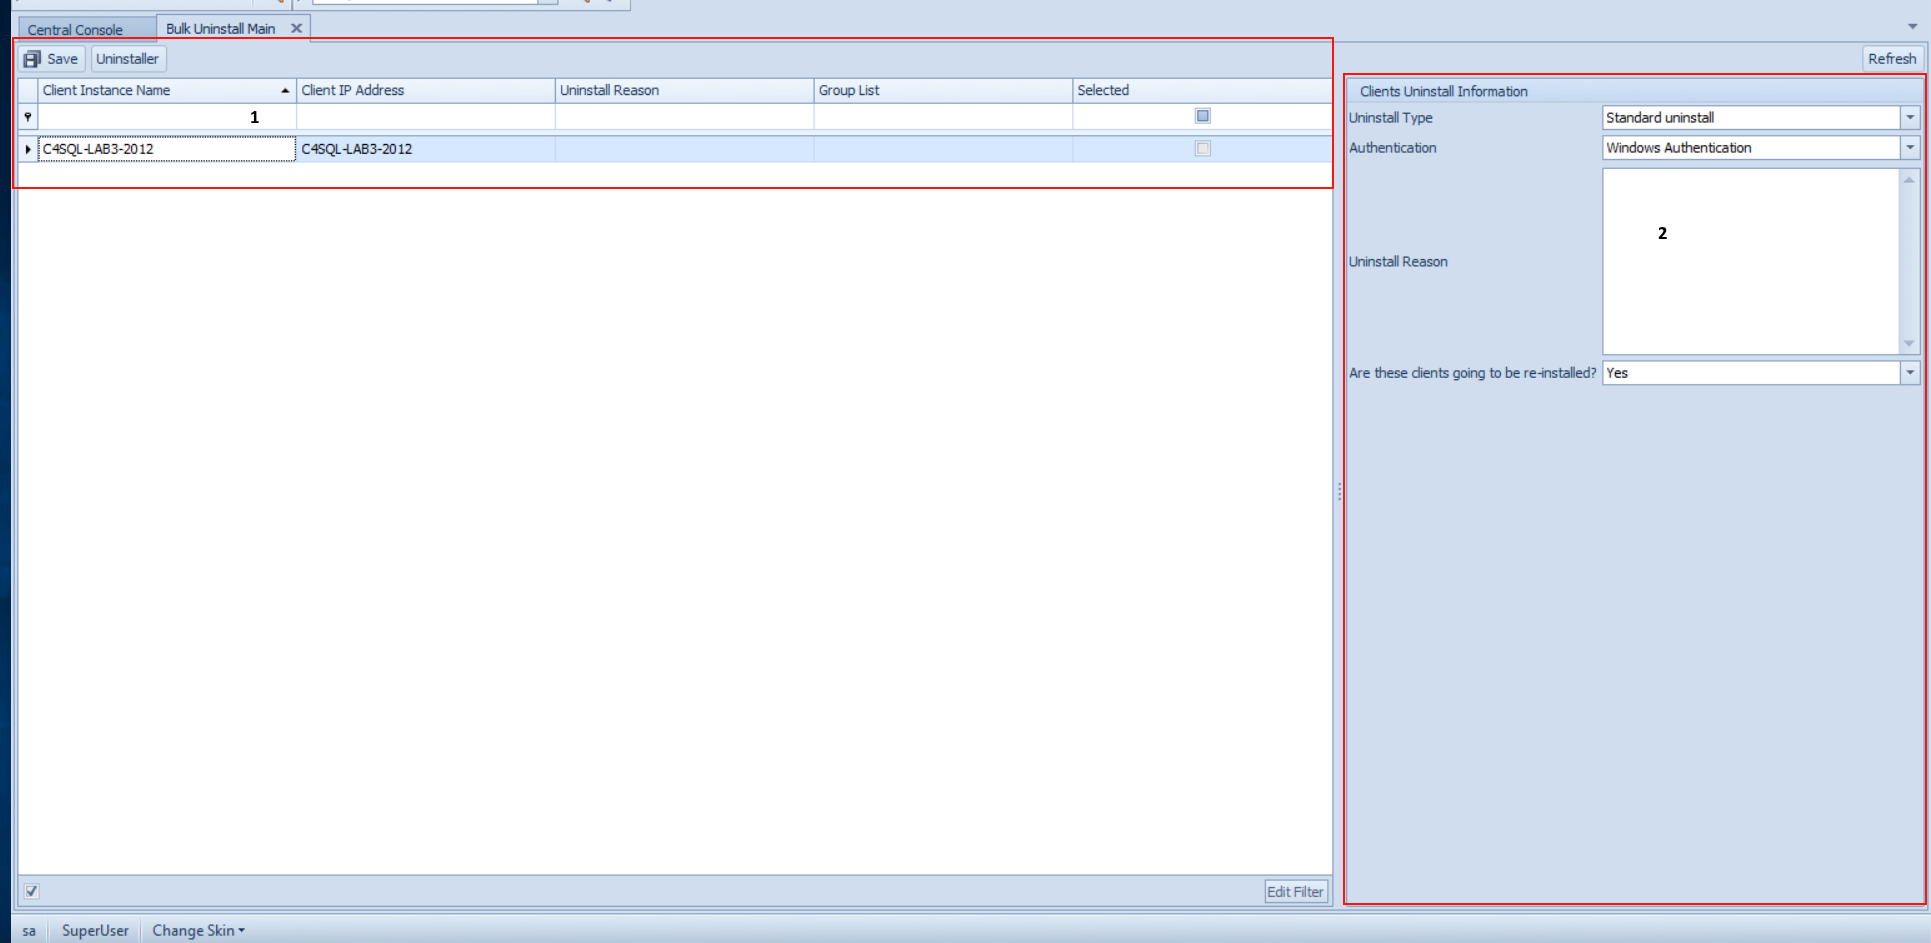 Central Console
Bulk Uninstall Main
Save
Uninstaller
Refresh
Client Instance Name
Client IP Address
Uninstall Reason
Group List
Selected
1
C4SQL-LAB3-2012
C4SQL-LAB3-2012
Clients Uninstall Information
Uninstall Type
Standard uninstall
Authentication
Windows Authentication
2
Uninstall Reason
Are these clients going to be re-installed?
Yes
Edit Filter
sa
SuperUser
Change Skin